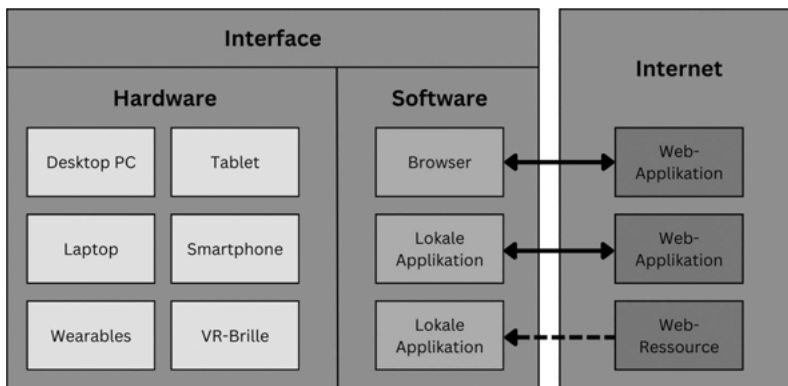 Interface
Internet
Hardware
Software
Desktop PC
Tablet
Browser
Web-
Applikation
Laptop
Smartphone
Lokale
Applikation
Web-
Applikation
Wearables
VR-Brille
Lokale
Applikation
Web-
Ressource